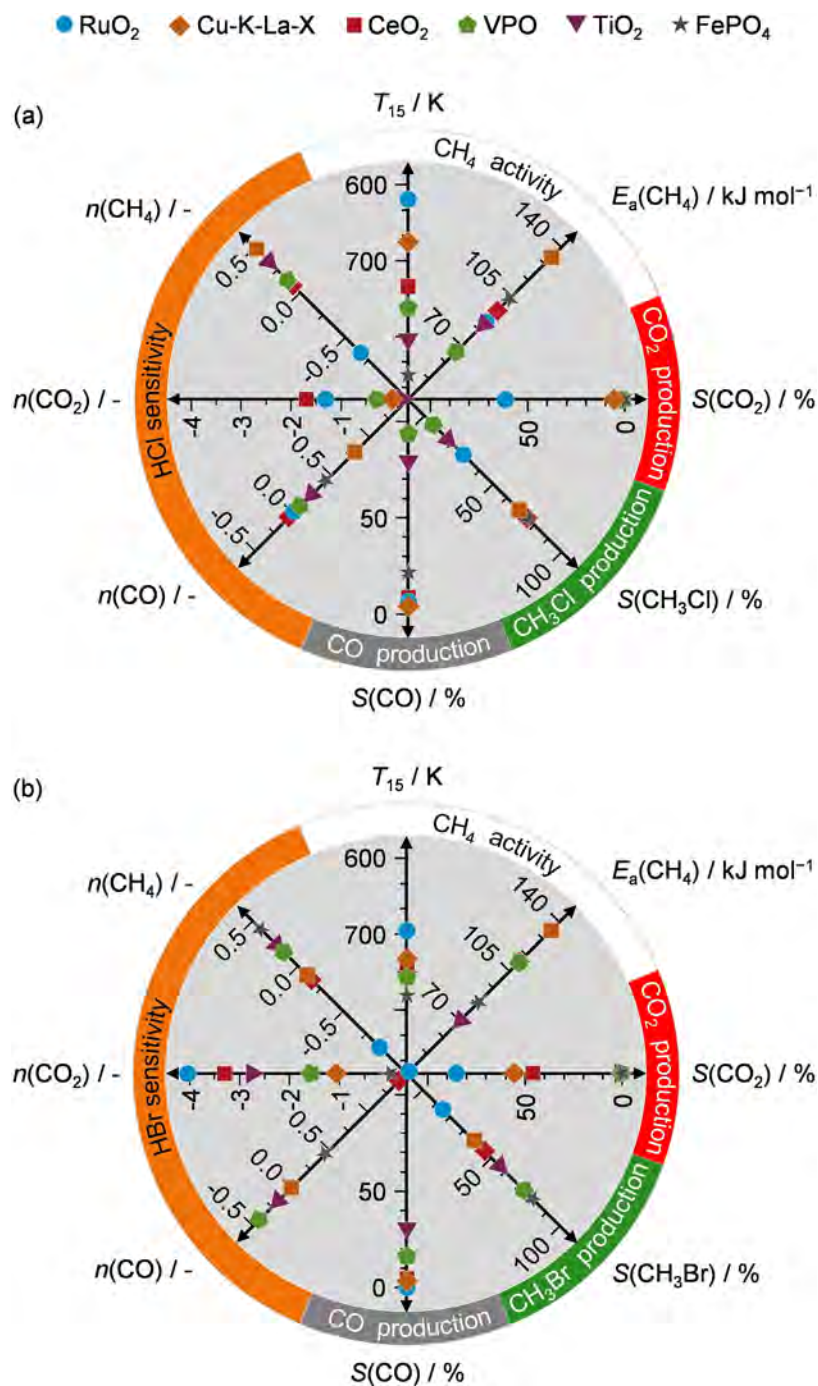 RuO₂ Cu-K-La-X CeO₂ VPO TiO₂ FePO₄
(a)
T₁₅ / K
CH₄ activity
n(CH₄) / -
Eₐ(CH₄) / kJ mol⁻¹
600
140
0.5
700
105
0.0
70
-0.5
HCl sensitivity
CO₂ production
n(CO₂) / -
-4 -3 -2 -1
50 0
S(CO₂) / %
-0.5
0.0
50
50
-0.5
100
0
n(CO) / -
CH₃Cl production
S(CH₃Cl) / %
CO production
S(CO) / %
(b)
T₁₅ / K
CH₄ activity
n(CH₄) / -
Eₐ(CH₄) / kJ mol⁻¹
600
140
0.5
700
105
0.0
70
-0.5
HBr sensitivity
CO₂ production
n(CO₂) / -
-4 -3 -2 -1
50 0
S(CO₂) / %
-0.5
0.0
50
50
-0.5
100
0
n(CO) / -
CH₃Br production
S(CH₃Br) / %
CO production
S(CO) / %